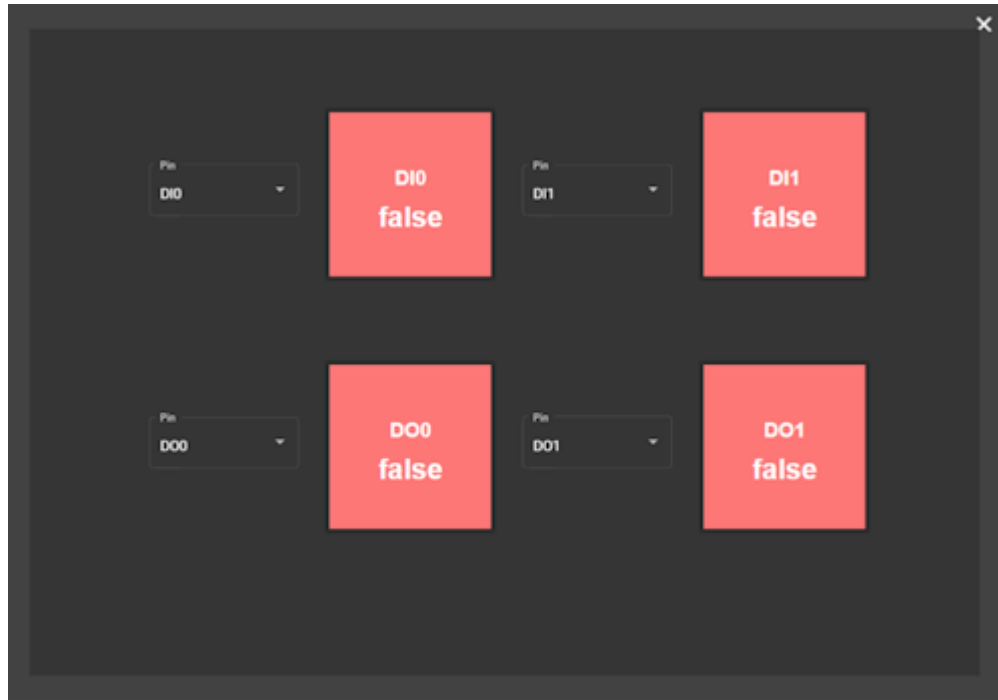 Pin
DI0
DI0
false
Pin
DI1
DI1
false
Pin
DO0
DO0
false
Pin
DO1
DO1
false